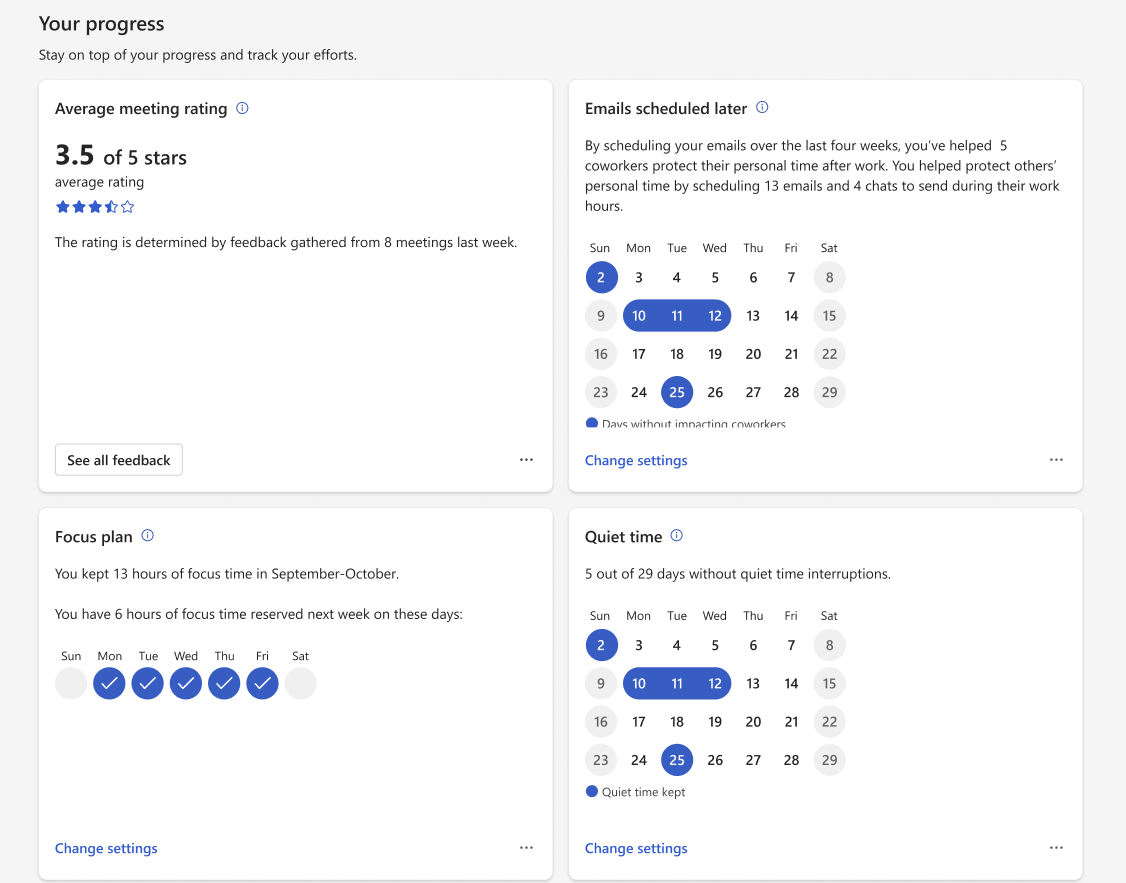 Your progress
Stay on top of your progress and track your efforts.
Average meeting rating
3.5 of 5 stars
average rating
The rating is determined by feedback gathered from 8 meetings last week.
See all feedback
Emails scheduled later
By scheduling your emails over the last four weeks, you've helped 5
coworkers protect their personal time after work. You helped protect others'
personal time by scheduling 13 emails and 4 chats to send during their work
hours.
Sun Mon Tue Wed Thu Fri Sat
2 3 4 5 6 7 8
9 10 11 12 13 14 15
16 17 18 19 20 21 22
23 24 25 26 27 28 29
Days without impacting coworkers
Change settings
Focus plan
You kept 13 hours of focus time in September-October.
You have 6 hours of focus time reserved next week on these days:
Sun Mon Tue Wed Thu Fri Sat
Change settings
Quiet time
5 out of 29 days without quiet time interruptions.
Sun Mon Tue Wed Thu Fri Sat
2 3 4 5 6 7 8
9 10 11 12 13 14 15
16 17 18 19 20 21 22
23 24 25 26 27 28 29
Quiet time kept
Change settings